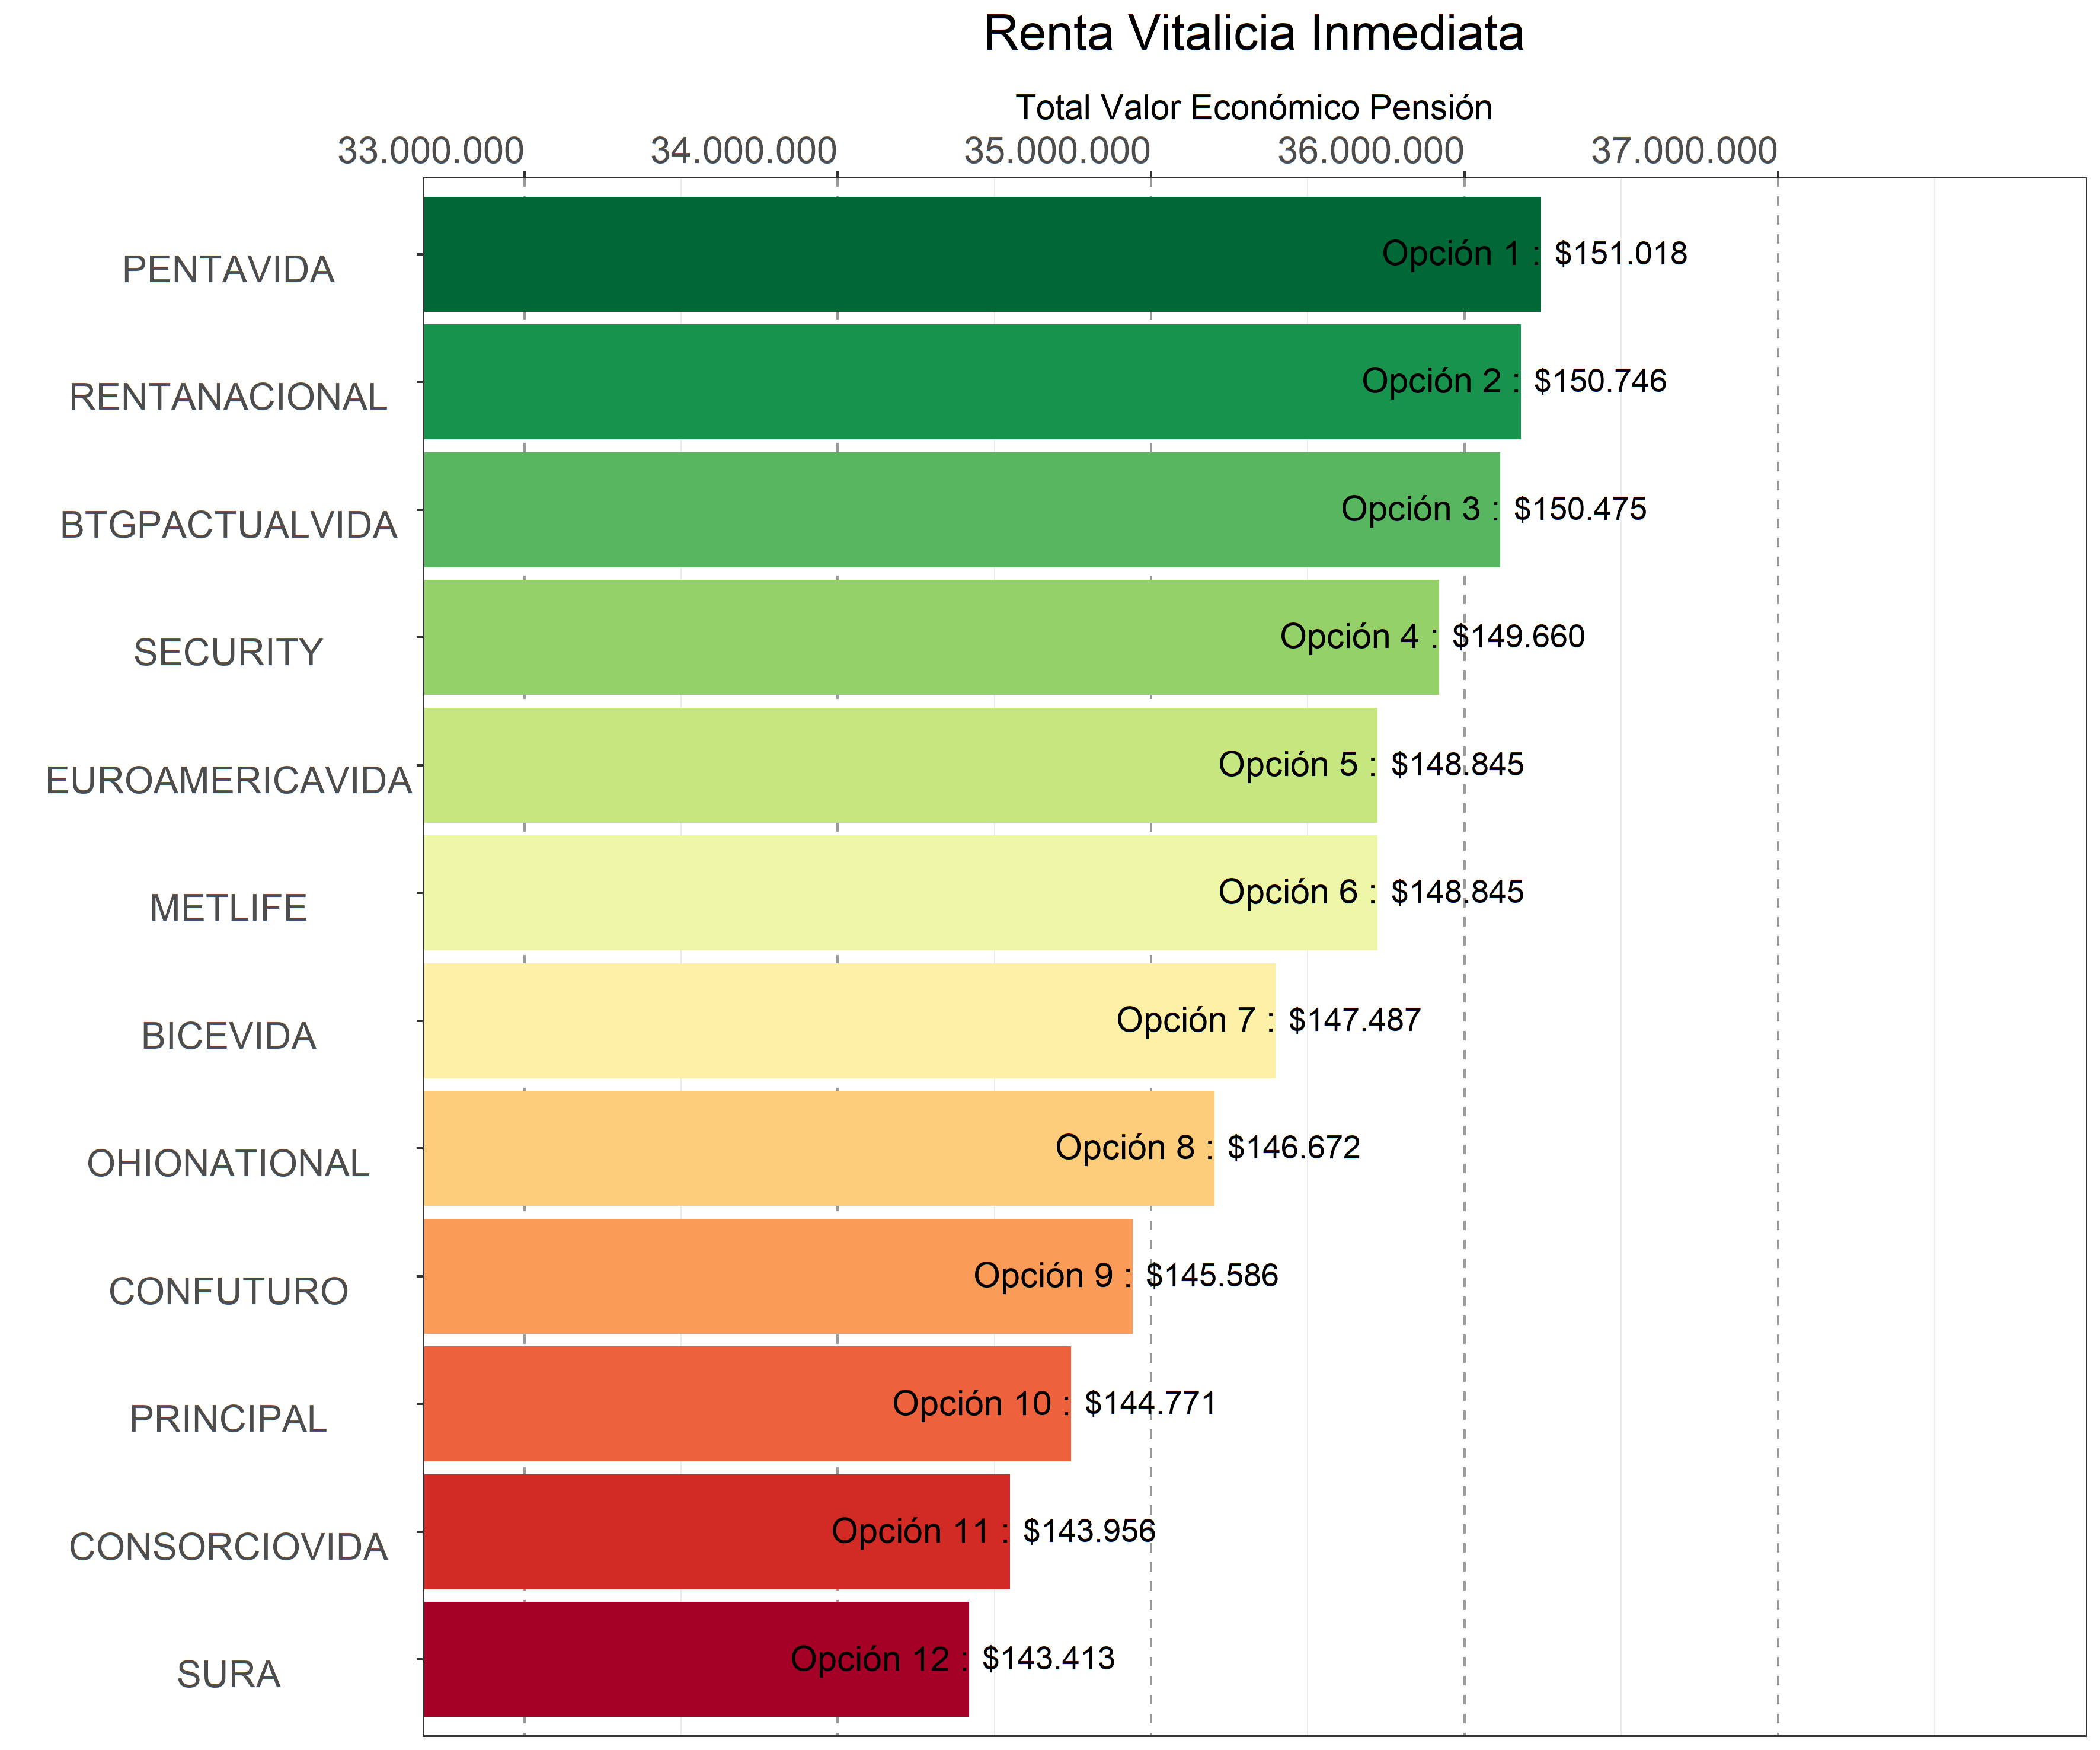 Renta Vitalicia Inmediata
Total Valor Económico Pensión
33.000.000 34.000.000 35.000.000 36.000.000 37.000.000
PENTAVIDA Opción 1 : $151.018
RENTANACIONAL Opción 2 : $150.746
BTGPACTUALVIDA Opción 3 : $150.475
SECURITY Opción 4 : $149.660
EUROAMERICAVIDA Opción 5 : $148.845
METLIFE Opción 6 : $148.845
BICEVIDA Opción 7 : $147.487
OHIONATIONAL Opción 8 : $146.672
CONFUTURO Opción 9 : $145.586
PRINCIPAL Opción 10 : $144.771
CONSORCIOVIDA Opción 11 : $143.956
SURA Opción 12 : $143.413